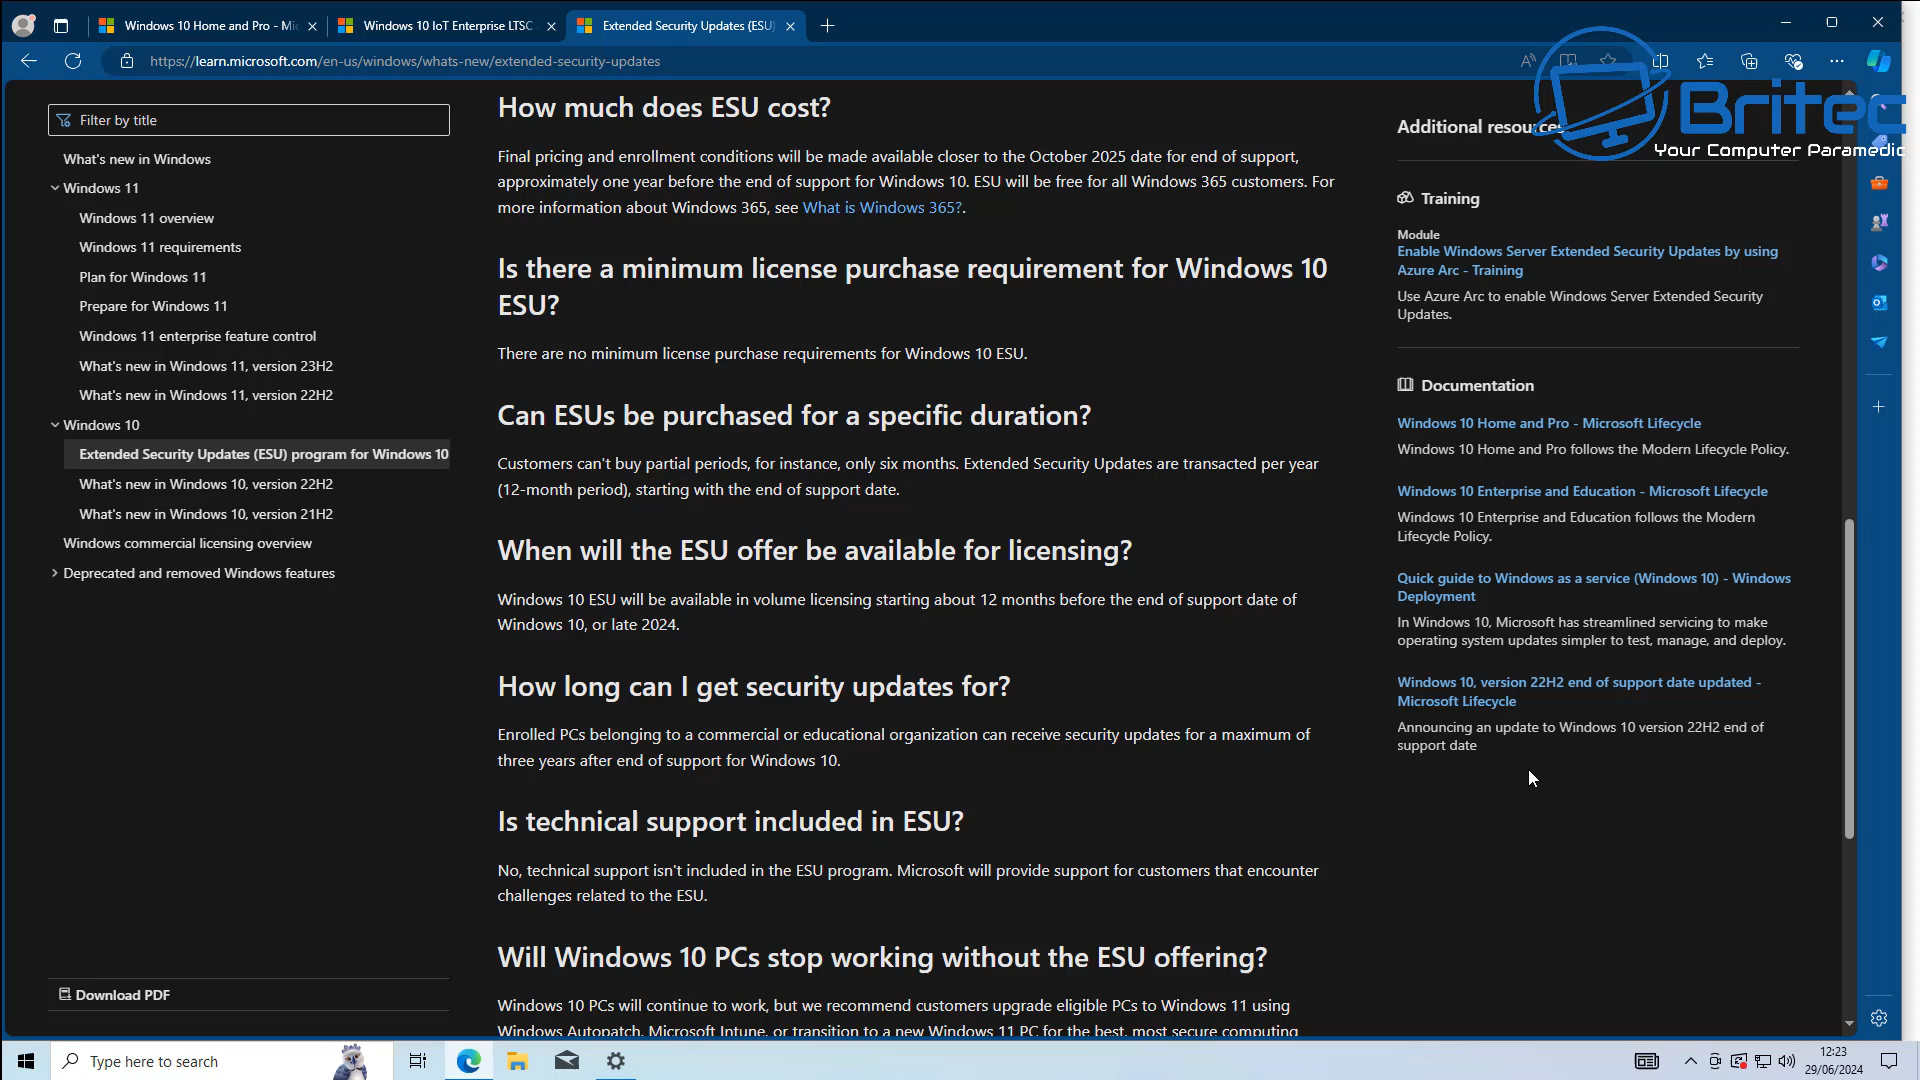 Windows 10 Home and Pro - Mi
Windows 10 IoT Enterprise LTSC
Extended Security Updates (ESU)
https://learn.microsoft.com/en-us/windows/whats-new/extended-security-updates
Britec
Your Computer Paramedic
Filter by title
What's new in Windows
Windows 11
Windows 11 overview
Windows 11 requirements
Plan for Windows 11
Prepare for Windows 11
Windows 11 enterprise feature control
What's new in Windows 11, version 23H2
What's new in Windows 11, version 22H2
Windows 10
Extended Security Updates (ESU) program for Windows 10
What's new in Windows 10, version 22H2
What's new in Windows 10, version 21H2
Windows commercial licensing overview
Deprecated and removed Windows features
Download PDF
How much does ESU cost?
Final pricing and enrollment conditions will be made available closer to the October 2025 date for end of support,
approximately one year before the end of support for Windows 10. ESU will be free for all Windows 365 customers. For
more information about Windows 365, see What is Windows 365?.
Is there a minimum license purchase requirement for Windows 10
ESU?
There are no minimum license purchase requirements for Windows 10 ESU.
Can ESUs be purchased for a specific duration?
Customers can't buy partial periods, for instance, only six months. Extended Security Updates are transacted per year
(12-month period), starting with the end of support date.
When will the ESU offer be available for licensing?
Windows 10 ESU will be available in volume licensing starting about 12 months before the end of support date of
Windows 10, or late 2024.
How long can I get security updates for?
Enrolled PCs belonging to a commercial or educational organization can receive security updates for a maximum of
three years after end of support for Windows 10.
Is technical support included in ESU?
No, technical support isn't included in the ESU program. Microsoft will provide support for customers that encounter
challenges related to the ESU.
Will Windows 10 PCs stop working without the ESU offering?
Windows 10 PCs will continue to work, but we recommend customers upgrade eligible PCs to Windows 11 using
Windows Autopatch, Microsoft Intune, or transition to a new Windows 11 PC for the best, most secure computing
Additional resources
Training
Module
Enable Windows Server Extended Security Updates by using
Azure Arc - Training
Use Azure Arc to enable Windows Server Extended Security
Updates.
Documentation
Windows 10 Home and Pro - Microsoft Lifecycle
Windows 10 Home and Pro follows the Modern Lifecycle Policy.
Windows 10 Enterprise and Education - Microsoft Lifecycle
Windows 10 Enterprise and Education follows the Modern
Lifecycle Policy.
Quick guide to Windows as a service (Windows 10) - Windows
Deployment
In Windows 10, Microsoft has streamlined servicing to make
operating system updates simpler to test, manage, and deploy.
Windows 10, version 22H2 end of support date updated -
Microsoft Lifecycle
Announcing an update to Windows 10 version 22H2 end of
support date
Type here to search
12:23
29/06/2024